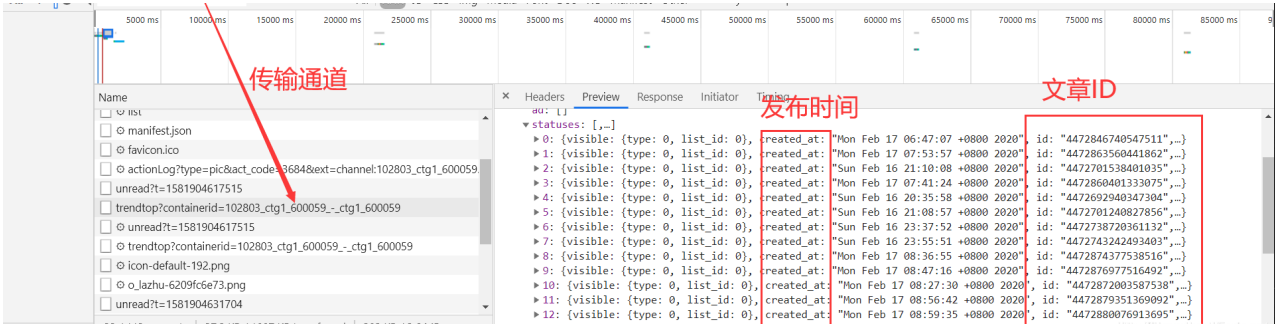 5000 ms 10000 ms 15000 ms 20000 ms 25000 ms 30000 ms 35000 ms 40000 ms 45000 ms 50000 ms 55000 ms 60000 ms 65000 ms 70000 ms 75000 ms 80000 ms 85000 ms
传输通道
Name
list
manifest.json
favicon.ico
actionLog?type=pic&act_code=3684&ext=channel:102803_ctg1_600059
unread?t=1581904617515
trendtop?containerid=102803_ctg1_600059_-_ctg1_600059
unread?t=1581904617515
trendtop?containerid=102803_ctg1_600059_-_ctg1_600059
icon-default-192.png
o_lazhu-6209fc6e73.png
unread?t=1581904631704
× Headers Preview Response Initiator Timing
发布时间
文章ID
ad: []
statuses: [,…]
0: {visible: {type: 0, list_id: 0}, created_at: "Mon Feb 17 06:47:07 +0800 2020", id: "4472846740547511",…}
1: {visible: {type: 0, list_id: 0}, created_at: "Mon Feb 17 07:53:57 +0800 2020", id: "4472863560441862",…}
2: {visible: {type: 0, list_id: 0}, created_at: "Sun Feb 16 21:10:08 +0800 2020", id: "4472701538401035",…}
3: {visible: {type: 0, list_id: 0}, created_at: "Mon Feb 17 07:41:24 +0800 2020", id: "4472860401333075",…}
4: {visible: {type: 0, list_id: 0}, created_at: "Sun Feb 16 20:35:58 +0800 2020", id: "4472692940347304",…}
5: {visible: {type: 0, list_id: 0}, created_at: "Sun Feb 16 21:08:57 +0800 2020", id: "4472701240827856",…}
6: {visible: {type: 0, list_id: 0}, created_at: "Sun Feb 16 23:37:52 +0800 2020", id: "4472738720361132",…}
7: {visible: {type: 0, list_id: 0}, created_at: "Sun Feb 16 23:55:51 +0800 2020", id: "4472743242493403",…}
8: {visible: {type: 0, list_id: 0}, created_at: "Mon Feb 17 08:36:55 +0800 2020", id: "4472874377538516",…}
9: {visible: {type: 0, list_id: 0}, created_at: "Mon Feb 17 08:47:16 +0800 2020", id: "4472876977516492",…}
10: {visible: {type: 0, list_id: 0}, created_at: "Mon Feb 17 08:27:30 +0800 2020", id: "4472872003587538",…}
11: {visible: {type: 0, list_id: 0}, created_at: "Mon Feb 17 08:56:42 +0800 2020", id: "4472879351369092",…}
12: {visible: {type: 0, list_id: 0}, created_at: "Mon Feb 17 08:59:35 +0800 2020", id: "4472880076913695",…}